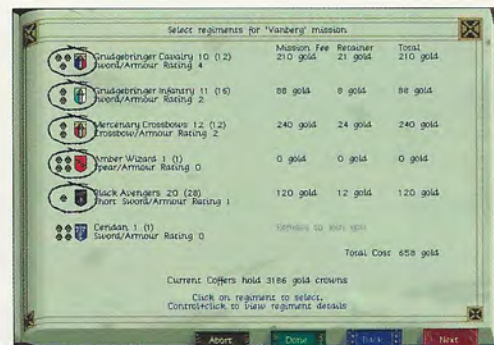 Select regiments for 'Vanberg' mission
Mission Fee Retainer Total
Grudgebringer Cavalry 10 (12) 210 gold 21 gold 210 gold
Sword/Armour Rating 4
Grudgebringer Infantry 11 (16) 88 gold 8 gold 88 gold
Sword/Armour Rating 2
Mercenary Crossbows 12 (12) 240 gold 24 gold 240 gold
Crossbow/Armour Rating 2
Amber Wizard 1 (1) 0 gold 0 gold 0 gold
Spear/Armour Rating 0
Black Avengers 20 (28) 120 gold 12 gold 120 gold
Short Sword/Armour Rating 1
Ceridan 1 (1) Refuses to join you
Sword/Armour Rating 0
Total Cost 658 gold
Current Coffers hold 3186 gold crowns
Click on regiment to select.
Control+click to view regiment details
Abort Done Back Next